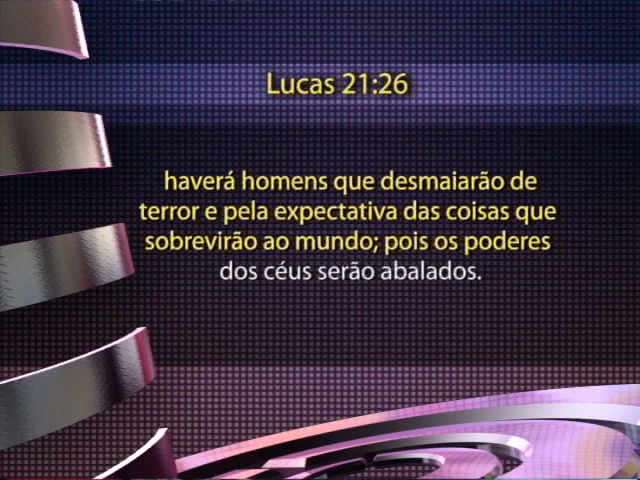 Lucas 21:26
haverá homens que desmaiarão de
terror e pela expectativa das coisas que
sobrevirão ao mundo; pois os poderes
dos céus serão abalados.